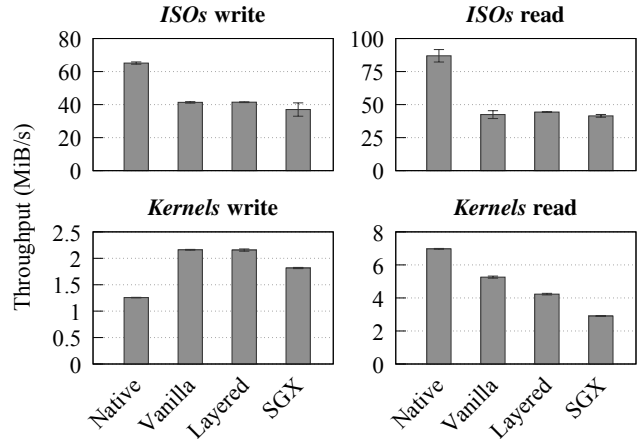 ISOs write
ISOs read
80
60
40
20
0
100
75
50
25
0
Throughput (MiB/s)
Kernels write
Kernels read
2.5
2
1.5
1
0.5
0
8
6
4
2
0
Native
Vanilla
Layered
SGX
Native
Vanilla
Layered
SGX